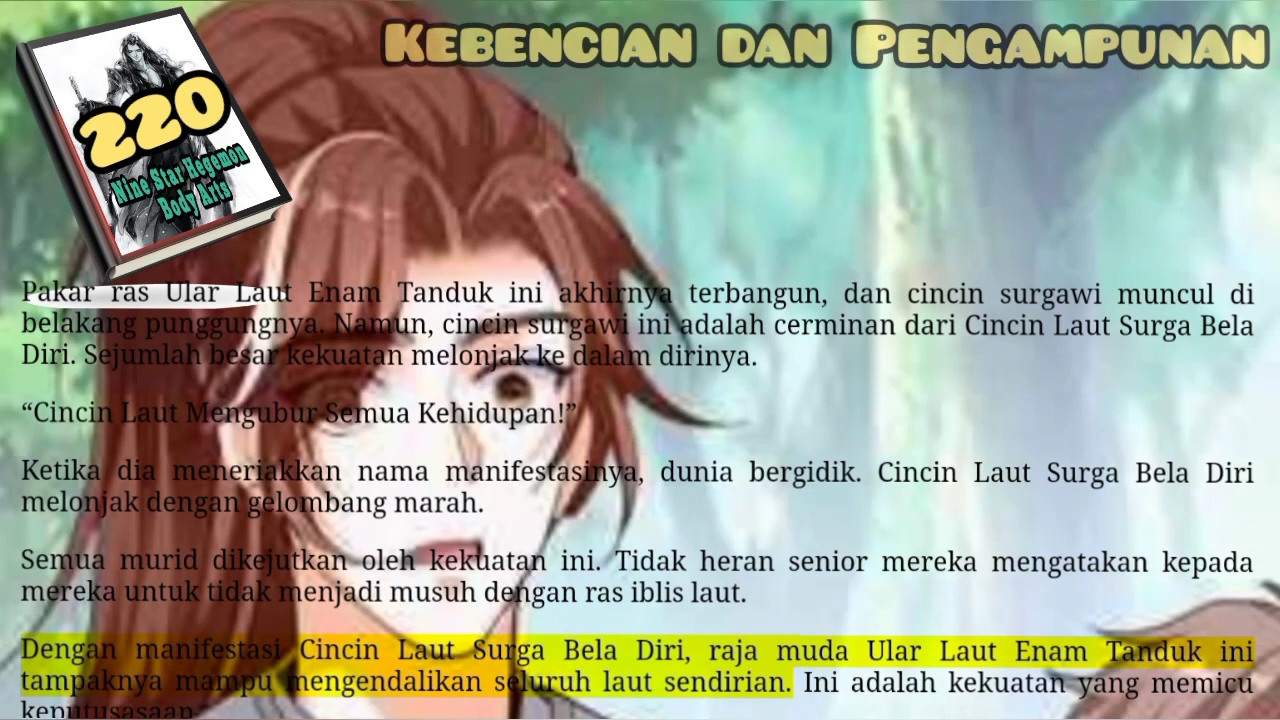 Kebencian dan Pengampunan
220
Nine Star Hegemon
Body Arts
Pakar ras Ular Laut Enam Tanduk ini akhirnya terbangun, dan cincin surgawi muncul di
belakang punggungnya. Namun, cincin surgawi ini adalah cerminan dari Cincin Laut Surga Bela
Diri. Sejumlah besar kekuatan melonjak ke dalam dirinya.
“Cincin Laut Mengubur Semua Kehidupan!”
Ketika dia meneriakkan nama manifestasinya, dunia bergidik. Cincin Laut Surga Bela Diri
melonjak dengan gelombang marah.
Semua murid dikejutkan oleh kekuatan ini. Tidak heran senior mereka mengatakan kepada
mereka untuk tidak menjadi musuh dengan ras iblis laut.
Dengan manifestasi Cincin Laut Surga Bela Diri, raja muda Ular Laut Enam Tanduk ini
tampaknya mampu mengendalikan seluruh laut sendirian. Ini adalah kekuatan yang memicu
keputusasaan.